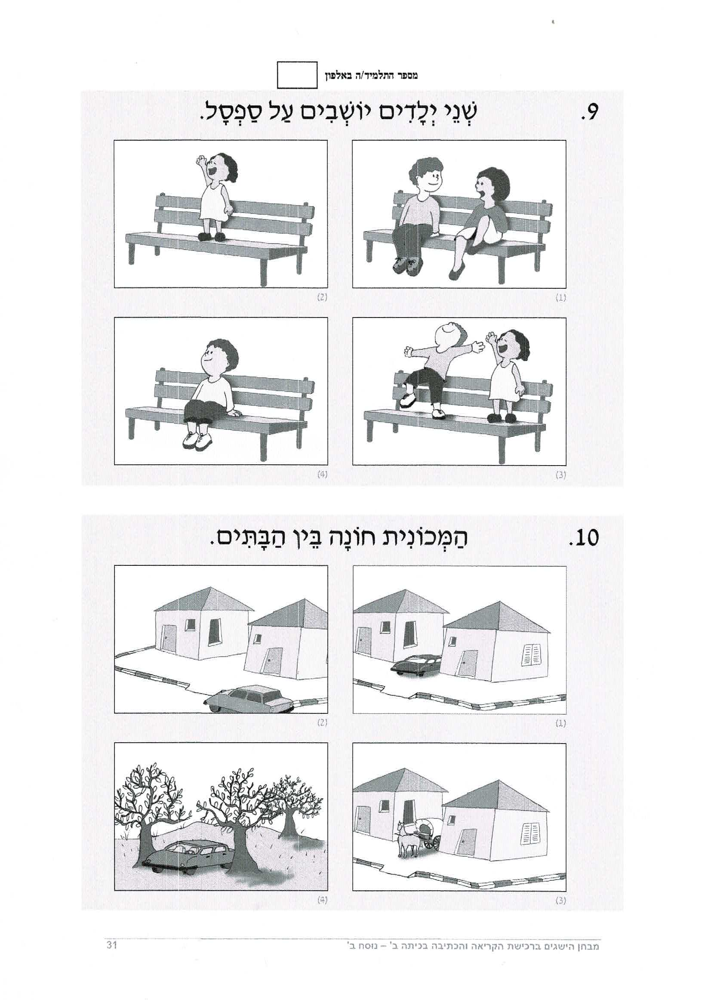 מספר התלמיד/ה באלפון
9. שְׁנֵי יְלָדִים יוֹשְׁבִים עַל סַפְסָל.
(1) (2)
(3) (4)
10. הַמְּכוֹנִית חוֹנָה בֵּין הַבָּתִּים.
(1) (2)
(3) (4)
מבחן הישגים ברכישת הקריאה והכתיבה בכיתה ב' – נוסח ב' 31